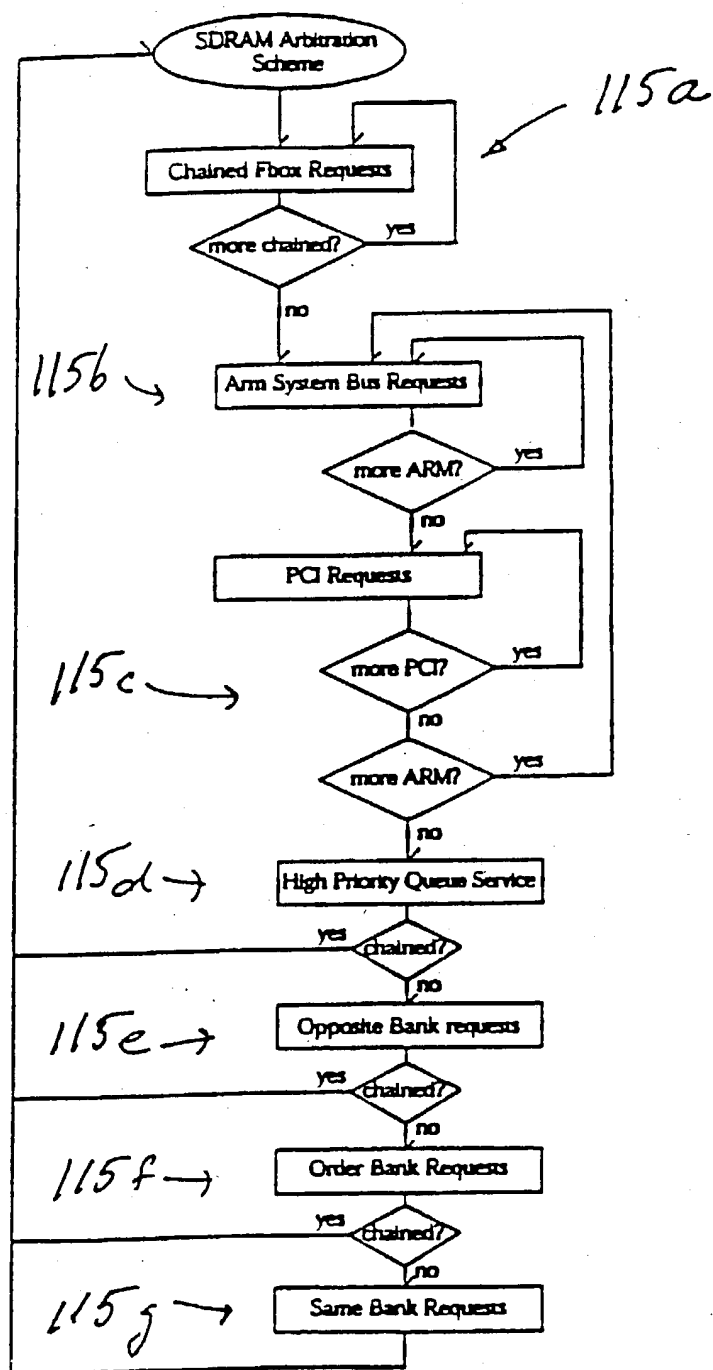 SDRAM Arbitration
Scheme
115a
Chained Fbox Requests
more chained?
yes
no
115b
Arm System Bus Requests
more ARM?
yes
no
PCI Requests
115c
more PCI?
yes
no
more ARM?
yes
no
115d
High Priority Queue Service
yes
chained?
no
115e
Opposite Bank requests
yes
chained?
no
115f
Order Bank Requests
yes
chained?
no
115g
Same Bank Requests